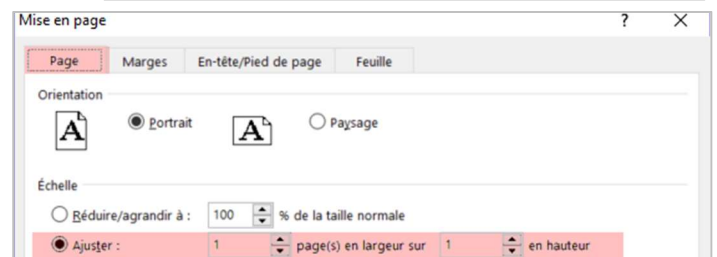 Mise en page ? X
Page Marges En-tête/Pied de page Feuille
Orientation
A Portrait A Paysage
Échelle
Réduire/agrandir à : 100 % de la taille normale
Ajuster : 1 page(s) en largeur sur 1 en hauteur